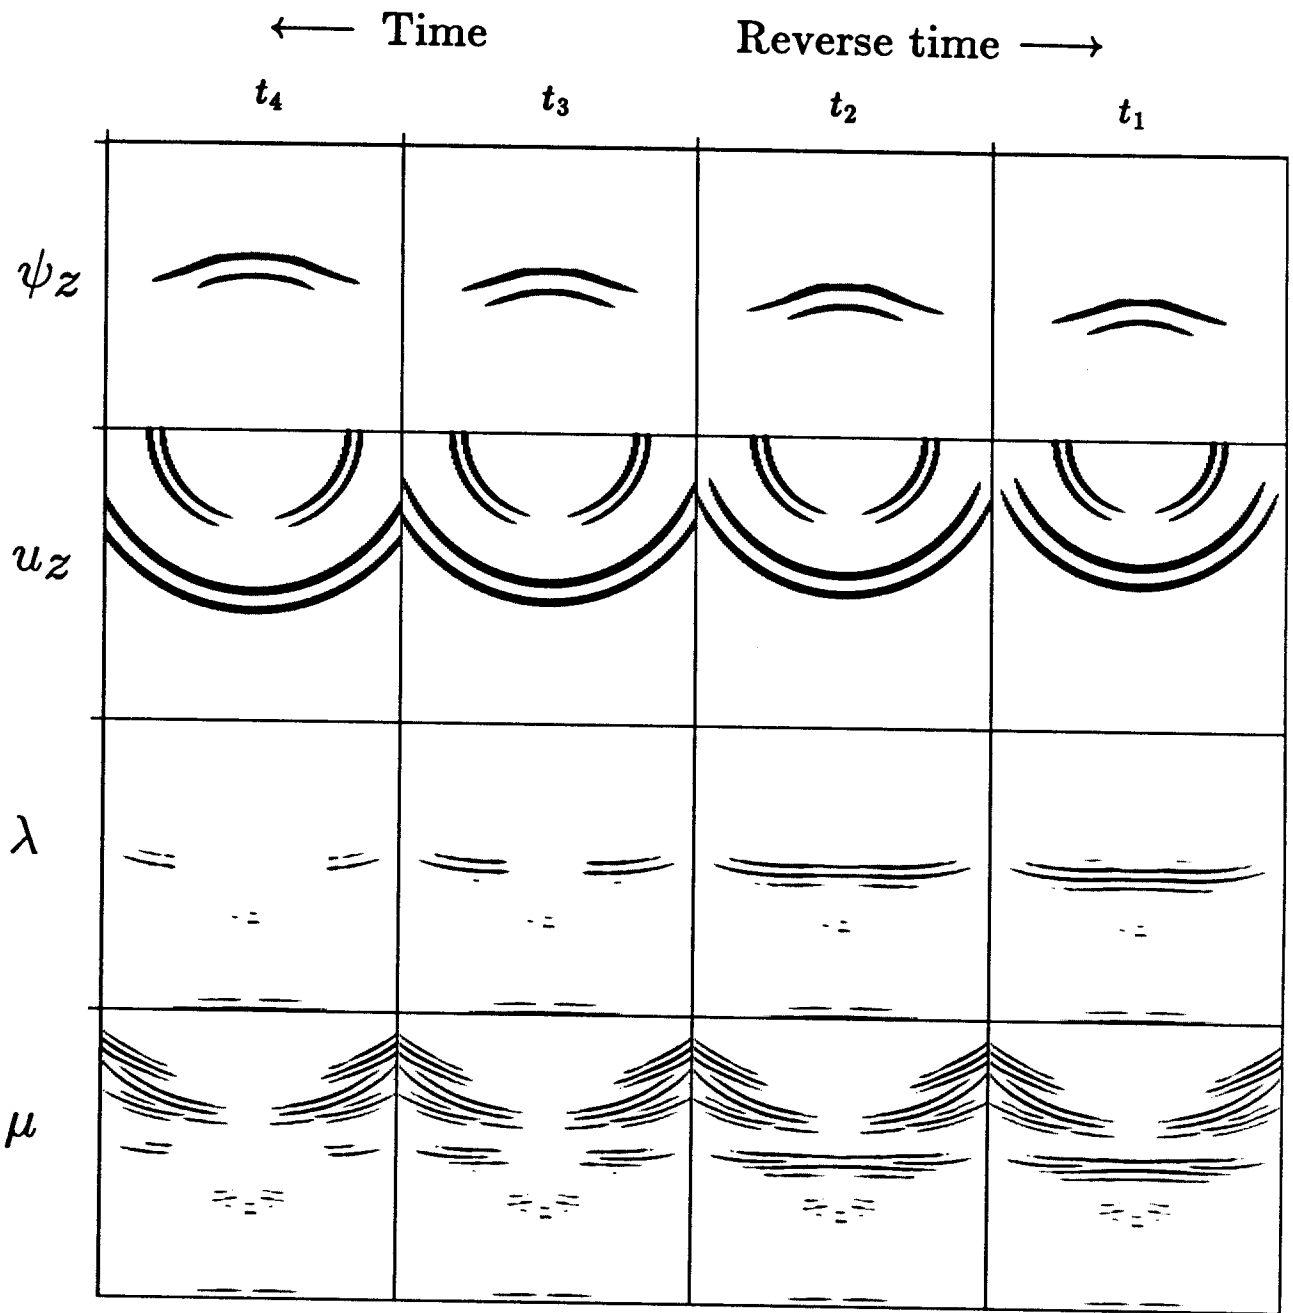 ← Time Reverse time →
t₄ t₃ t₂ t₁
ψz
uz
λ
μ